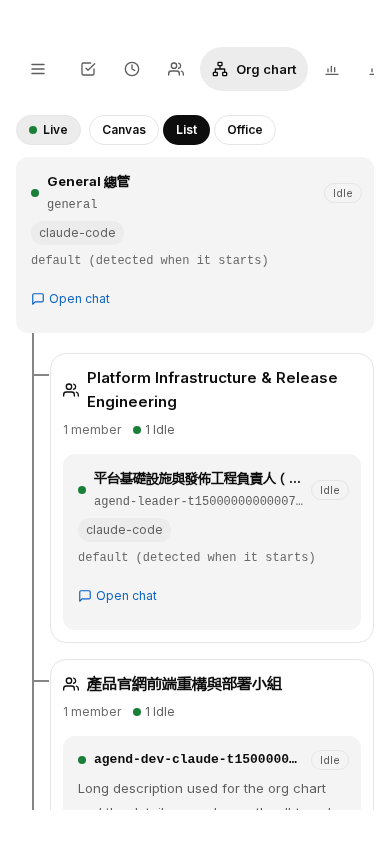 Org chart
Live
Canvas
List
Office
General 總管
general
Idle
claude-code
default (detected when it starts)
Open chat
Platform Infrastructure & Release
Engineering
1 member
1 Idle
平台基礎設施與發佈工程負責人（...
agend-leader-t15000000000007…
Idle
claude-code
default (detected when it starts)
Open chat
產品官網前端重構與部署小組
1 member
1 Idle
agend-dev-claude-t1500000…
Idle
Long description used for the org chart